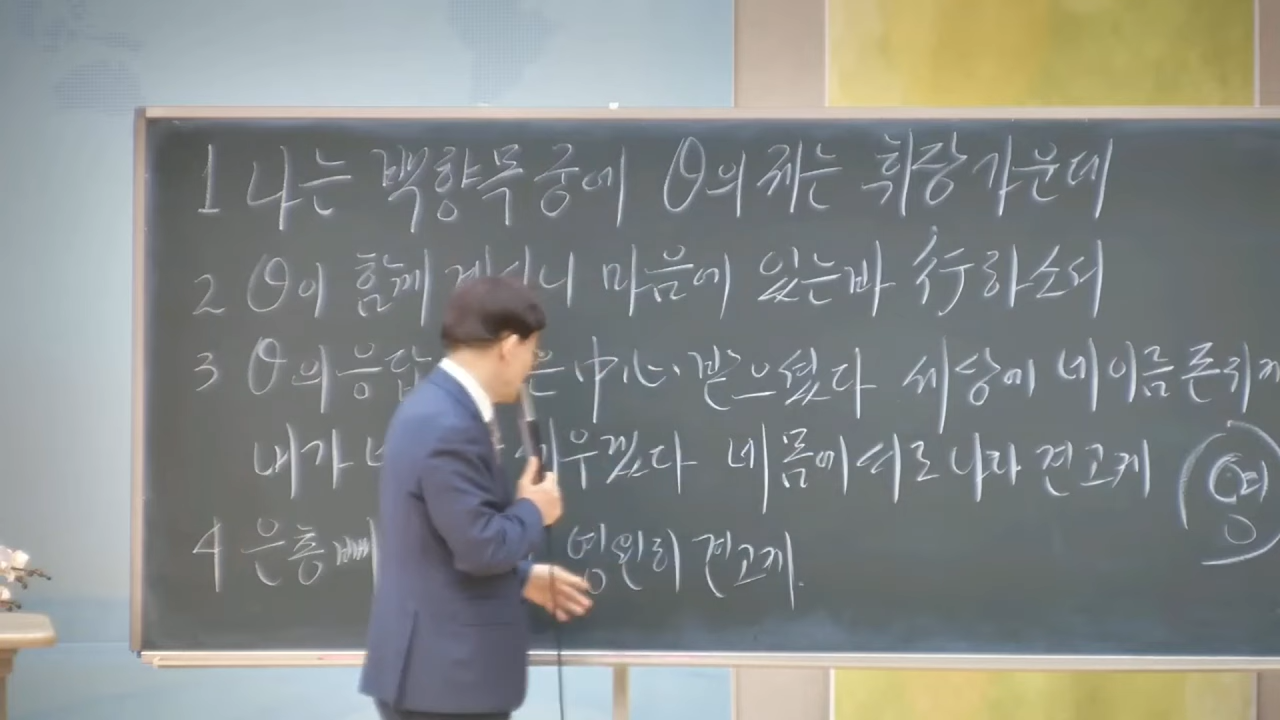 1 나는 백향목 궁에 θ의 궤는 휘장 가운데
2 θ이 함께 마음에 있는바 行하소서
3 θ의 응답 은 中心 받으셨다 세상에 네 이름 존귀케
내가 세우겠다 네 몸에서 나라 견고케 영
4 은총 영원히 견고케.